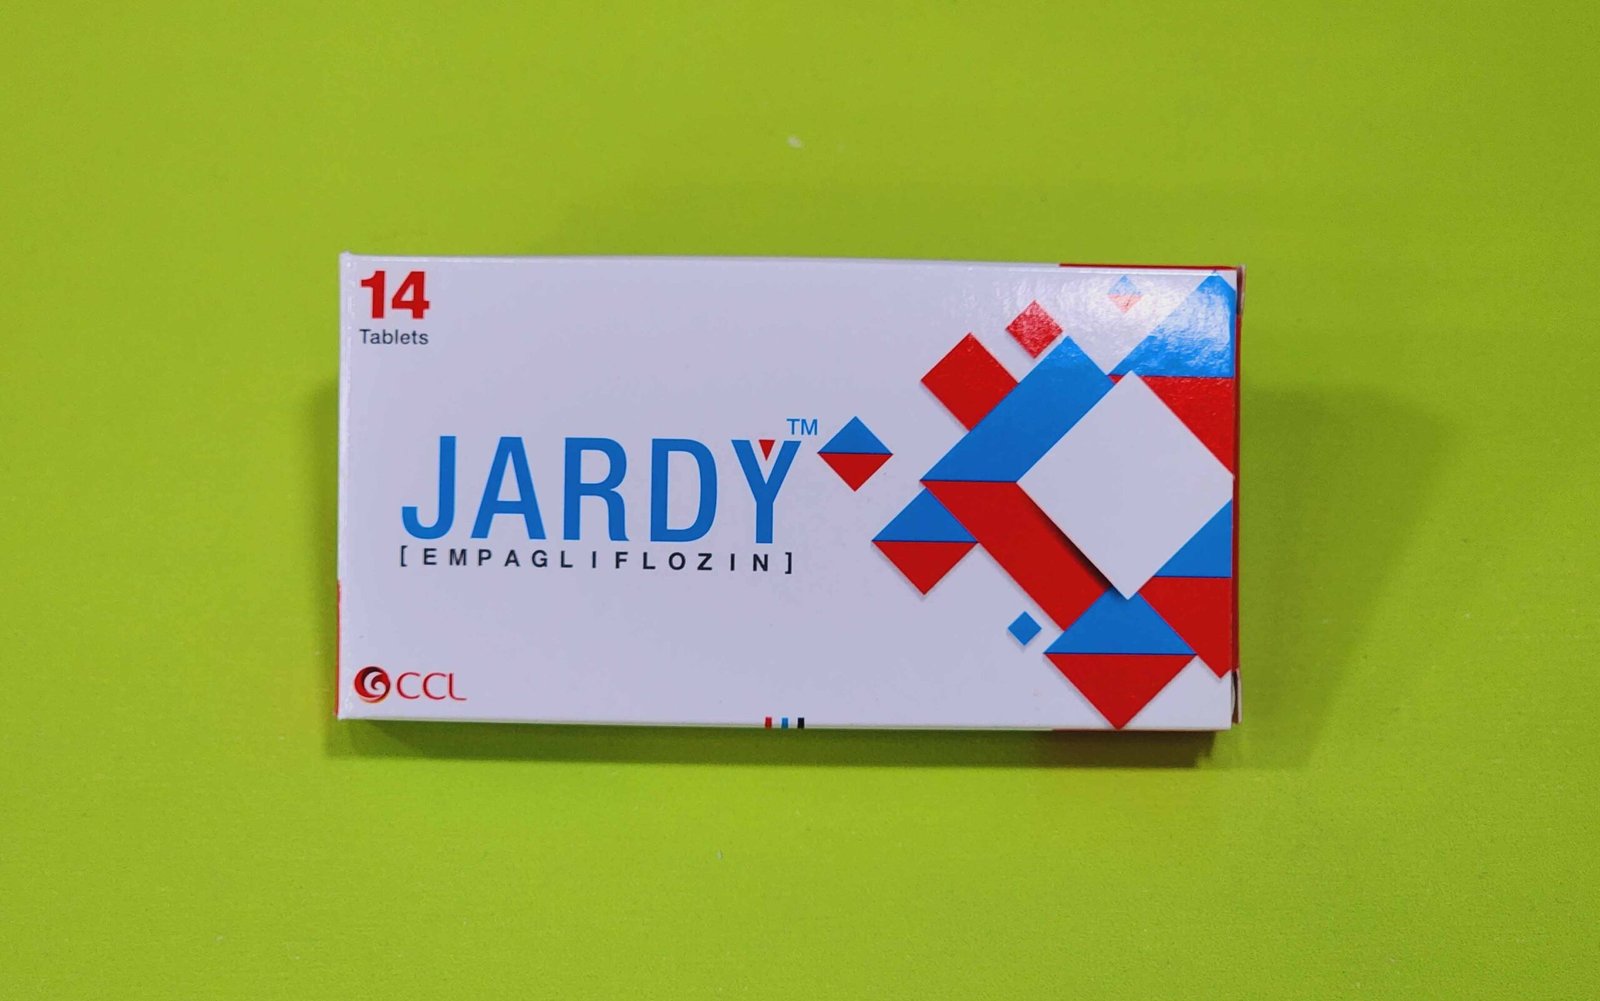 14
Tablets
JARDY™
[EMPAGLIFLOZIN]
CCL